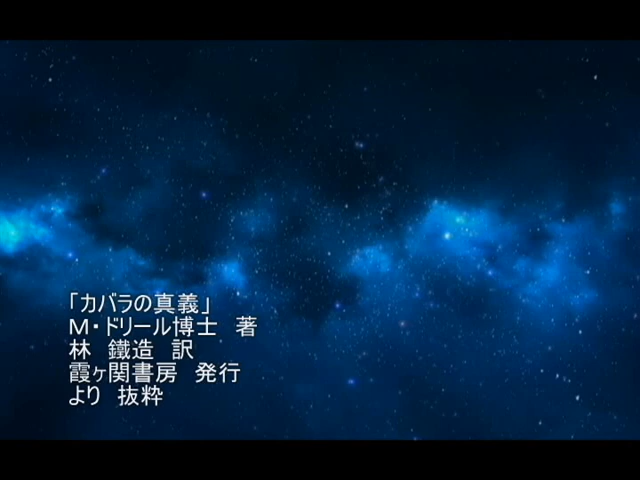 「カバラの真義」
M・ドリール博士　著
林　鐵造　訳
霞ヶ関書房　発行
より　抜粋